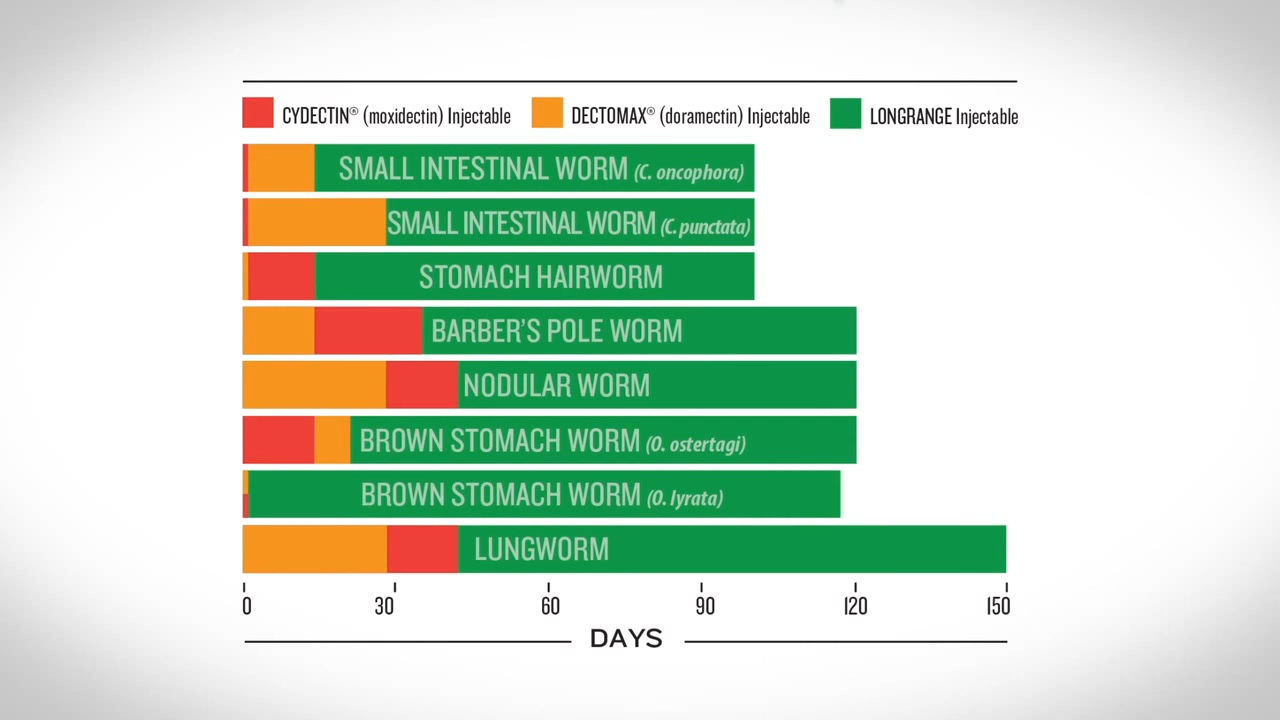 CYDECTIN® (moxidectin) Injectable DECTOMAX® (doramectin) Injectable LONGRANGE Injectable
SMALL INTESTINAL WORM (C. oncophora)
SMALL INTESTINAL WORM (C. punctata)
STOMACH HAIRWORM
BARBER'S POLE WORM
NODULAR WORM
BROWN STOMACH WORM (O. ostertagi)
BROWN STOMACH WORM (O. lyrata)
LUNGWORM
0 30 60 90 120 150
DAYS